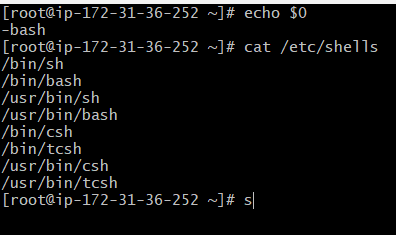 [root@ip-172-31-36-252 ~]# echo $0
-bash
[root@ip-172-31-36-252 ~]# cat /etc/shells
/bin/sh
/bin/bash
/usr/bin/sh
/usr/bin/bash
/bin/csh
/bin/tcsh
/usr/bin/csh
/usr/bin/tcsh
[root@ip-172-31-36-252 ~]# s